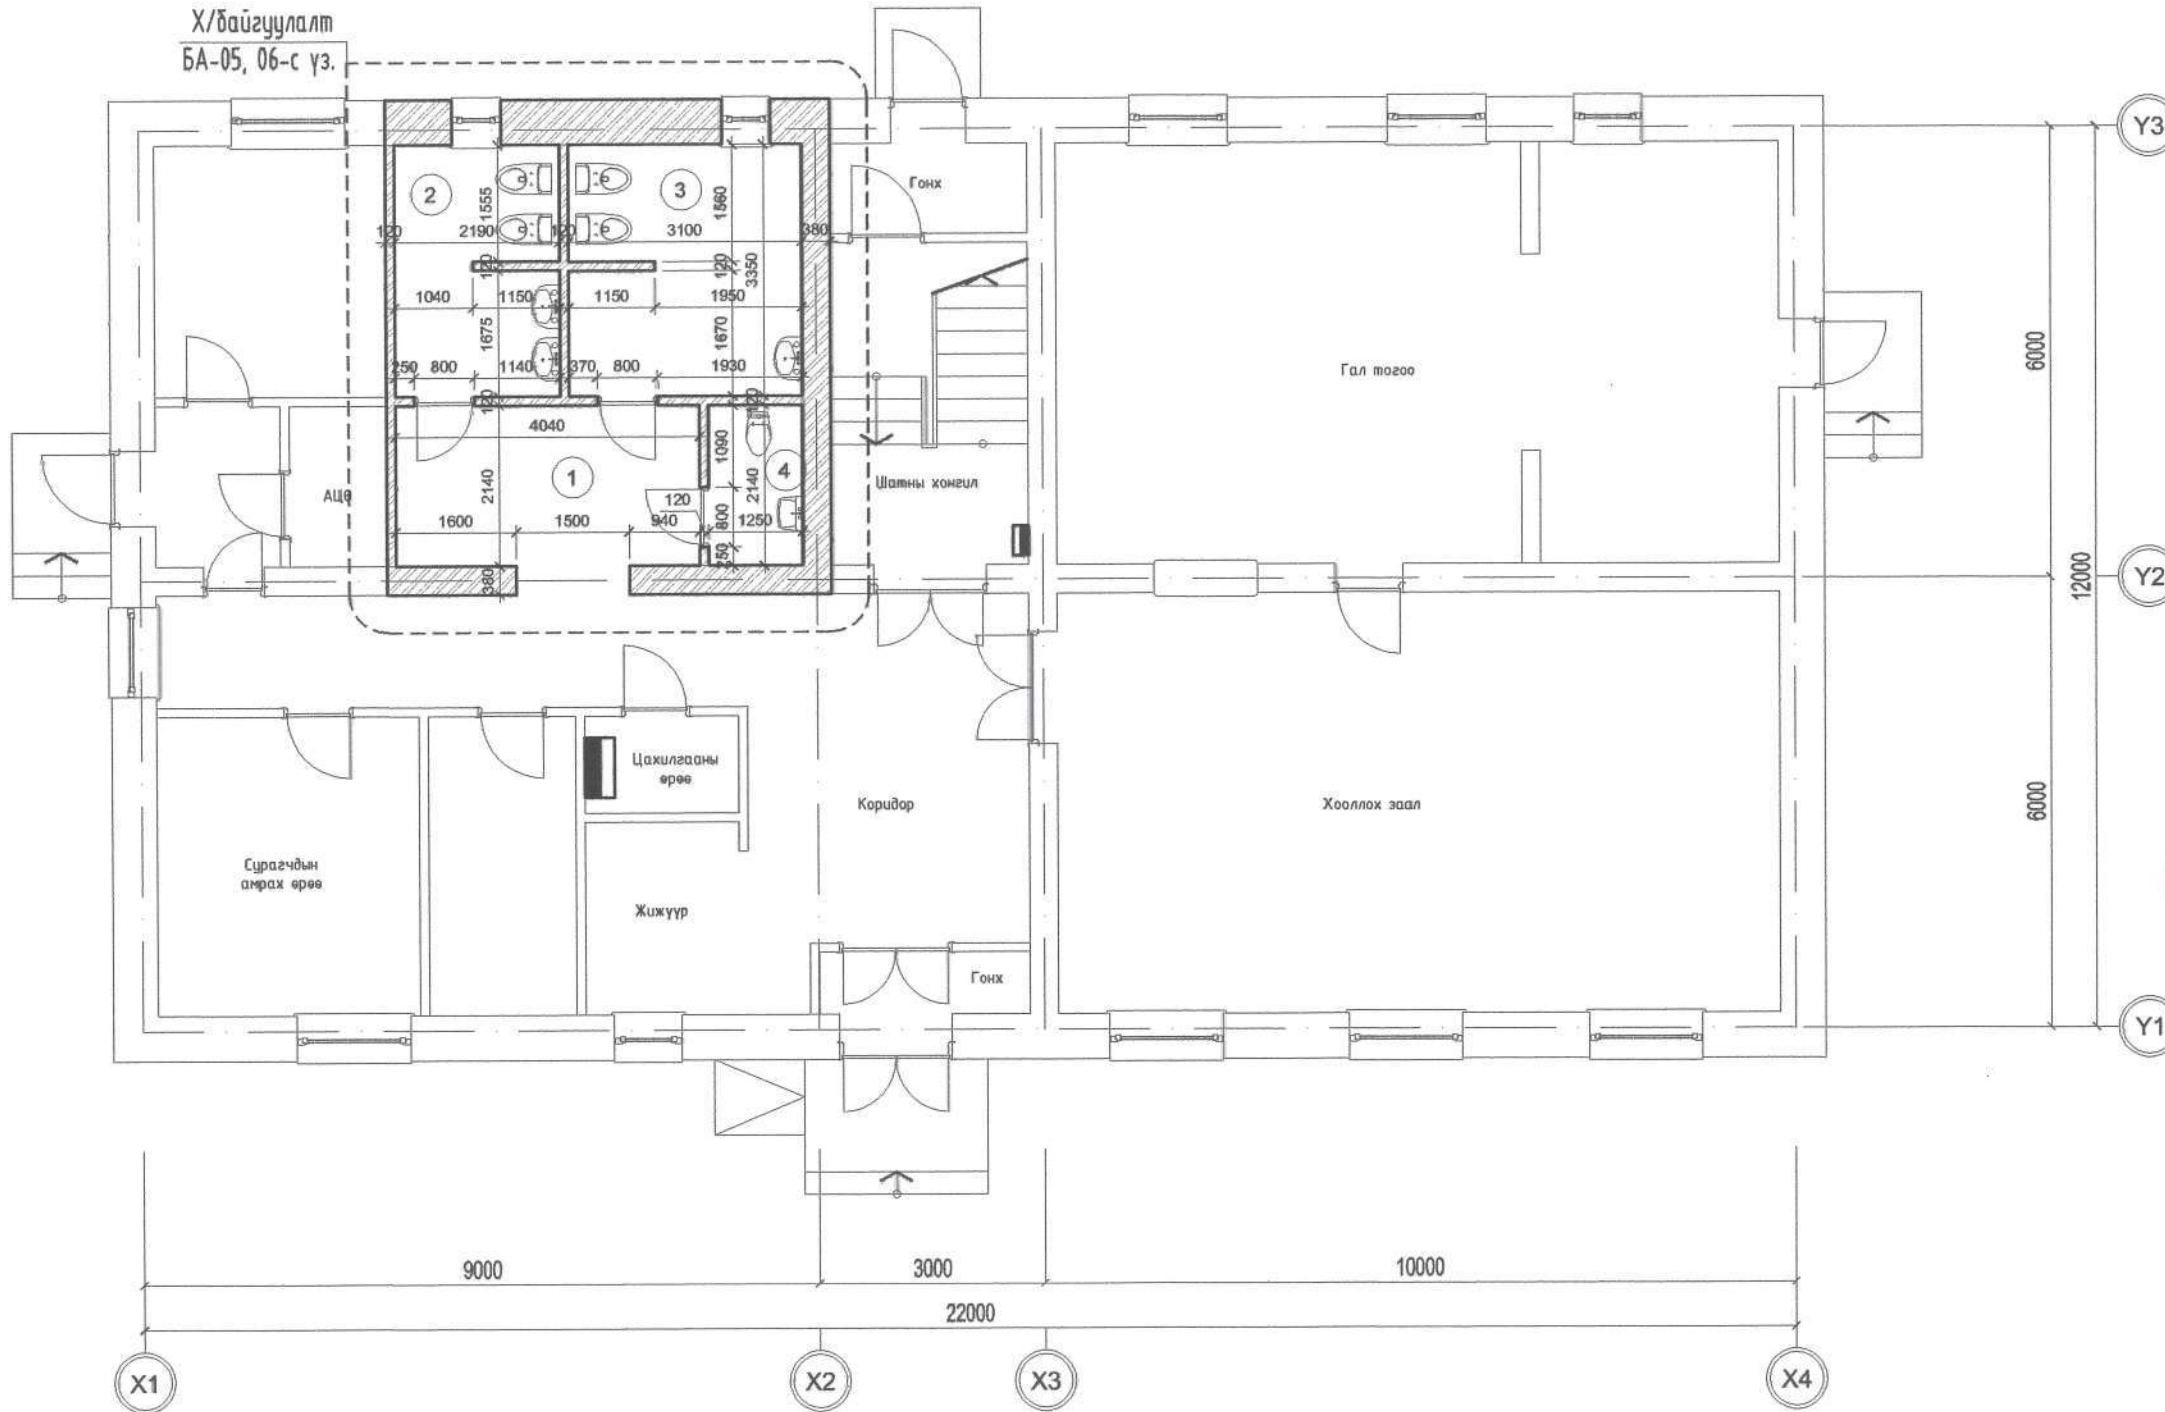 Х/байгуулалт
БА-05, 06-с үз.
Y3
2
3
Гонх
1555
1560
120
2190
120
3100
380
120
120
3350
1040
1150
1150
1950
1675
1670
250
800
1140
370
800
1930
Гал тогоо
6000
120
120
4040
1090
1
4
АЦӨ
2140
2140
120
Шатны хонгил
1600
1500
940
800
1250
250
380
Y2
12000
Цахилгааны
өрөө
Коридор
Хооллох заал
6000
Сурагчдын
амрах өрөө
Жижүүр
Гонх
Y1
9000
3000
10000
22000
X1
X2
X3
X4